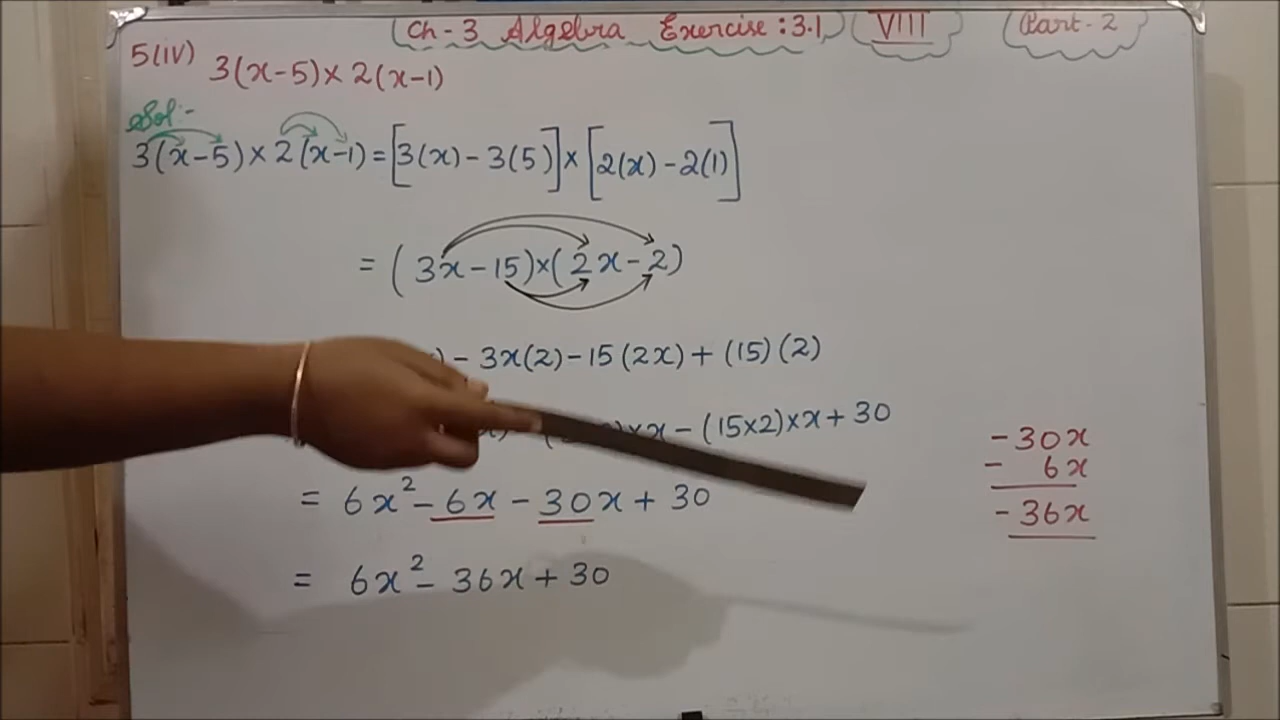 Ch-3 Algebra Exercise: 3.1 VIII Part-2
5(iv) 3(x-5)×2(x-1)
Sol:-
3(x-5)×2(x-1)=[3(x)-3(5)]×[2(x)-2(1)]
=(3x-15)×(2x-2)
-3x(2)-15(2x)+(15)(2)
×x-(15×2)×x+30
= 6x²-6x-30x+30
= 6x²-36x+30
-30x
- 6x
-36x